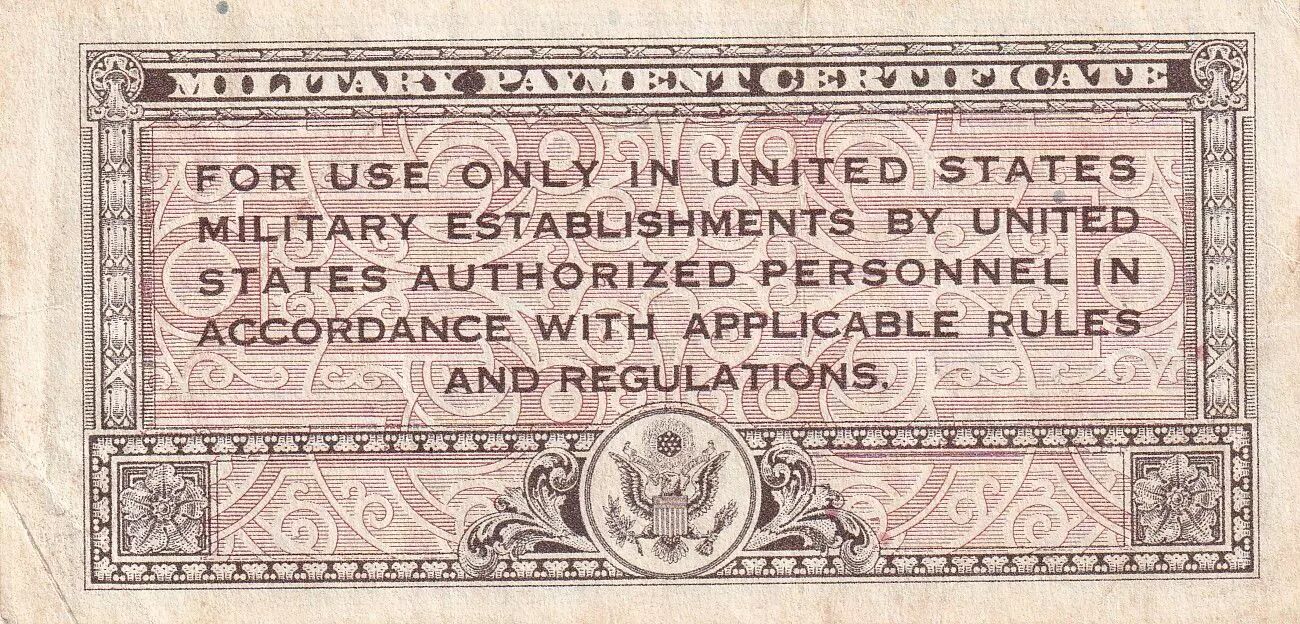 MILITARY PAYMENT CERTIFICATE
FOR USE ONLY IN UNITED STATES
MILITARY ESTABLISHMENTS BY UNITED
STATES AUTHORIZED PERSONNEL IN
ACCORDANCE WITH APPLICABLE RULES
AND REGULATIONS.